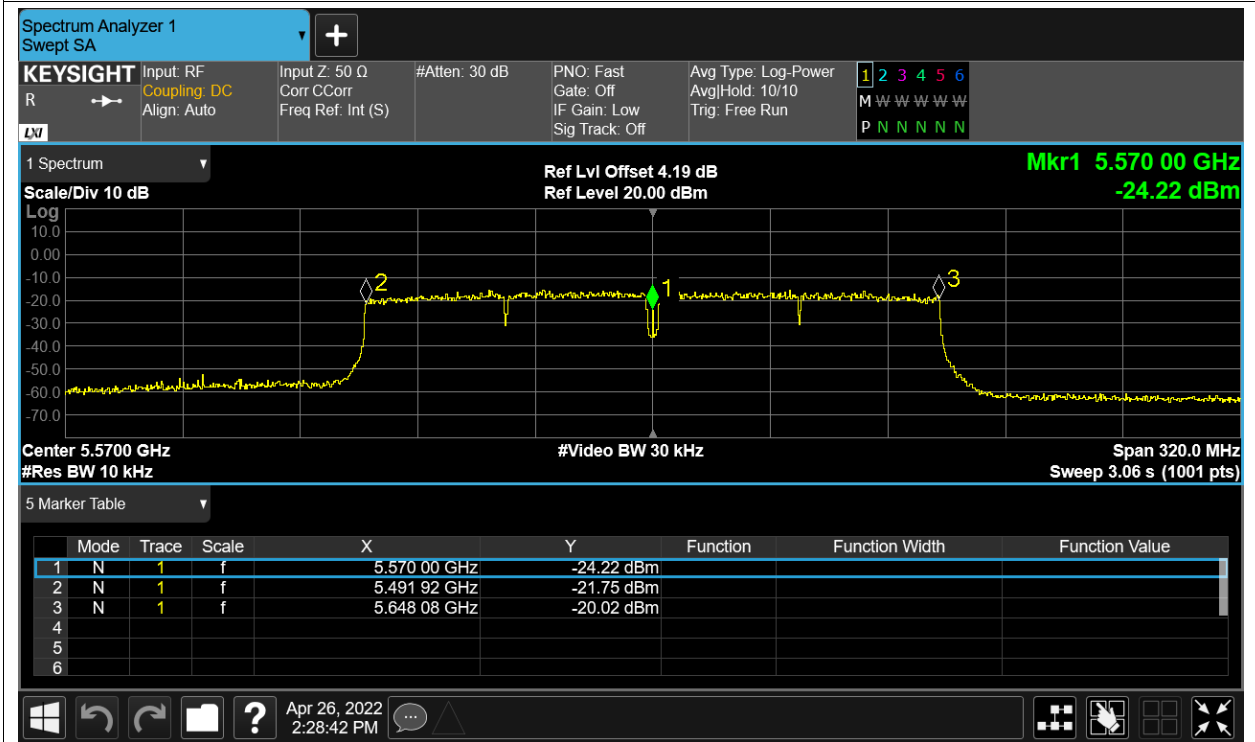 Spectrum Analyzer 1
Swept SA
KEYSIGHT Input: RF Input Z: 50 Ω #Atten: 30 dB PNO: Fast Avg Type: Log-Power 1 2 3 4 5 6
R Coupling: DC Corr CCorr Gate: Off Avg|Hold: 10/10 M W W W W W
Align: Auto Freq Ref: Int (S) IF Gain: Low Trig: Free Run
LXI Sig Track: Off P N N N N N N
1 Spectrum Ref Lvl Offset 4.19 dB Mkr1 5.570 00 GHz
Scale/Div 10 dB Ref Level 20.00 dBm -24.22 dBm
Log
10.0
0.00
-10.0
2 1 3
-20.0
-30.0
-40.0
-50.0
-60.0
-70.0
Center 5.5700 GHz #Video BW 30 kHz Span 320.0 MHz
#Res BW 10 kHz Sweep 3.06 s (1001 pts)
5 Marker Table
Mode Trace Scale X Y Function Function Width Function Value
1 N 1 f 5.570 00 GHz -24.22 dBm
2 N 1 f 5.491 92 GHz -21.75 dBm
3 N 1 f 5.648 08 GHz -20.02 dBm
4
5
6
? Apr 26, 2022
2:28:42 PM